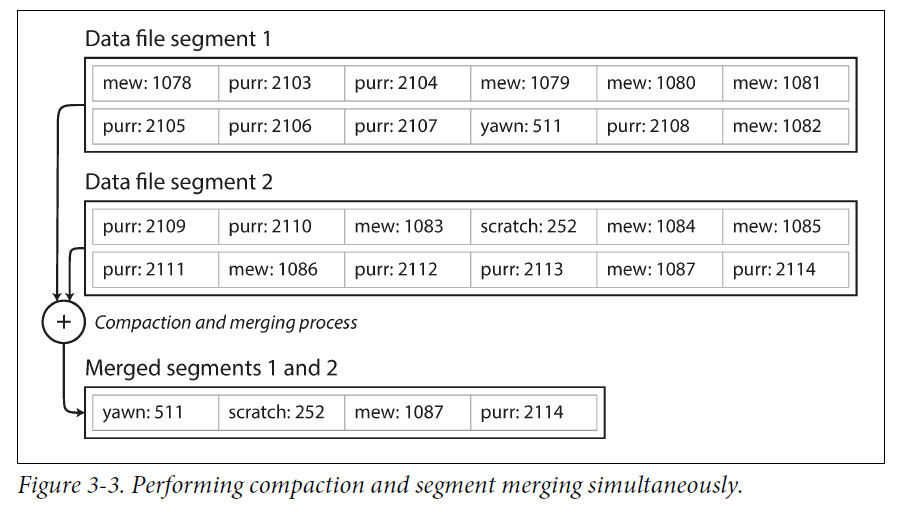 Data file segment 1
mew: 1078 purr: 2103 purr: 2104 mew: 1079 mew: 1080 mew: 1081
purr: 2105 purr: 2106 purr: 2107 yawn: 511 purr: 2108 mew: 1082
Data file segment 2
purr: 2109 purr: 2110 mew: 1083 scratch: 252 mew: 1084 mew: 1085
purr: 2111 mew: 1086 purr: 2112 purr: 2113 mew: 1087 purr: 2114
+ Compaction and merging process
Merged segments 1 and 2
yawn: 511 scratch: 252 mew: 1087 purr: 2114
Figure 3-3. Performing compaction and segment merging simultaneously.